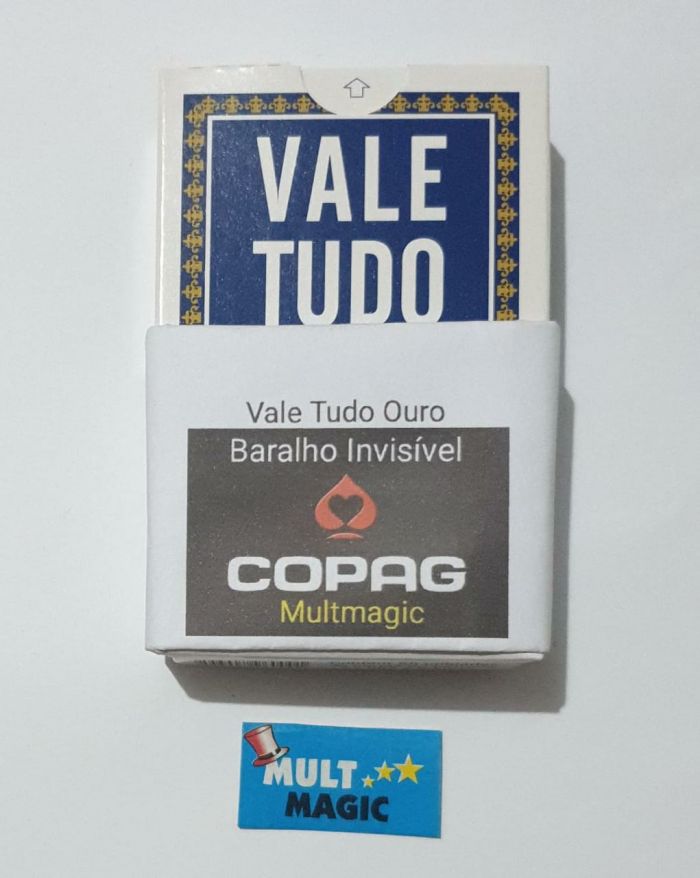 VALE
TUDO
Vale Tudo Ouro
Baralho Invisível
COPAG
Multmagic
MULT
MAGIC